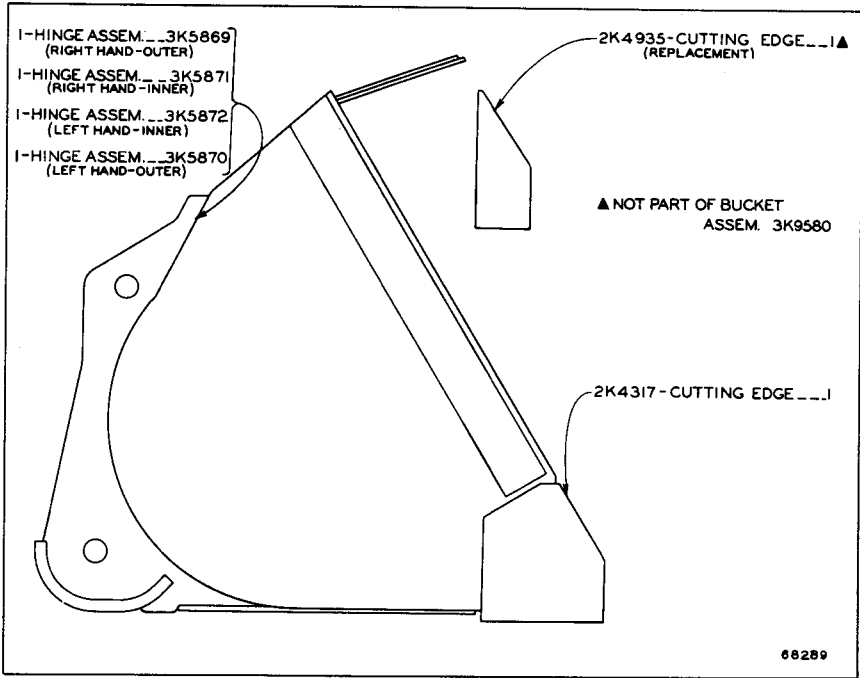 1-HINGE ASSEM.__3K5869
(RIGHT HAND-OUTER)
1-HINGE ASSEM.__3K5871
(RIGHT HAND-INNER)
1-HINGE ASSEM.__3K5872
(LEFT HAND-INNER)
1-HINGE ASSEM.__3K5870
(LEFT HAND-OUTER)
2K4935-CUTTING EDGE__1▲
(REPLACEMENT)
▲NOT PART OF BUCKET
ASSEM. 3K9580
2K4317-CUTTING EDGE___1
68289